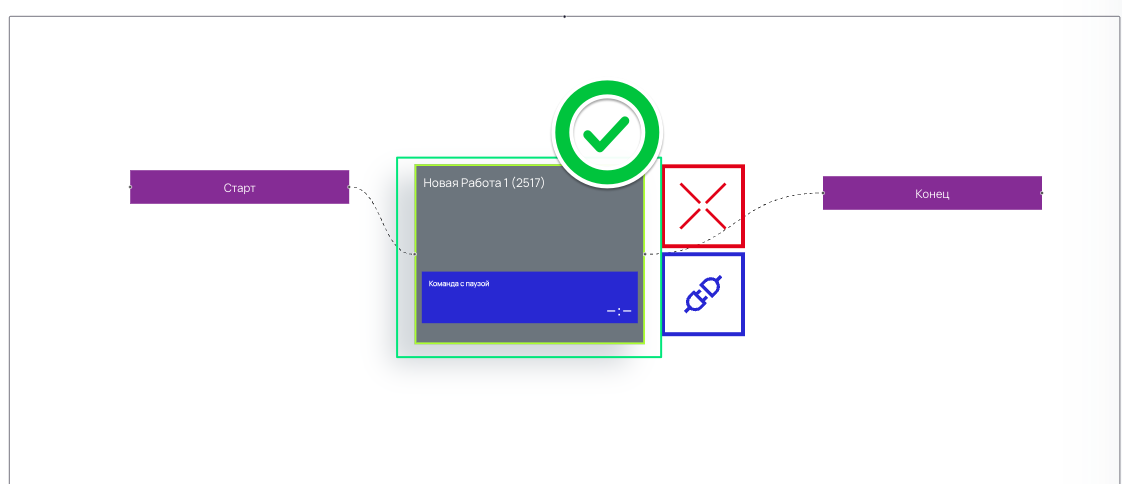 Старт
Новая Работа 1 (2517)
Команда с паузой
–:–
Конец